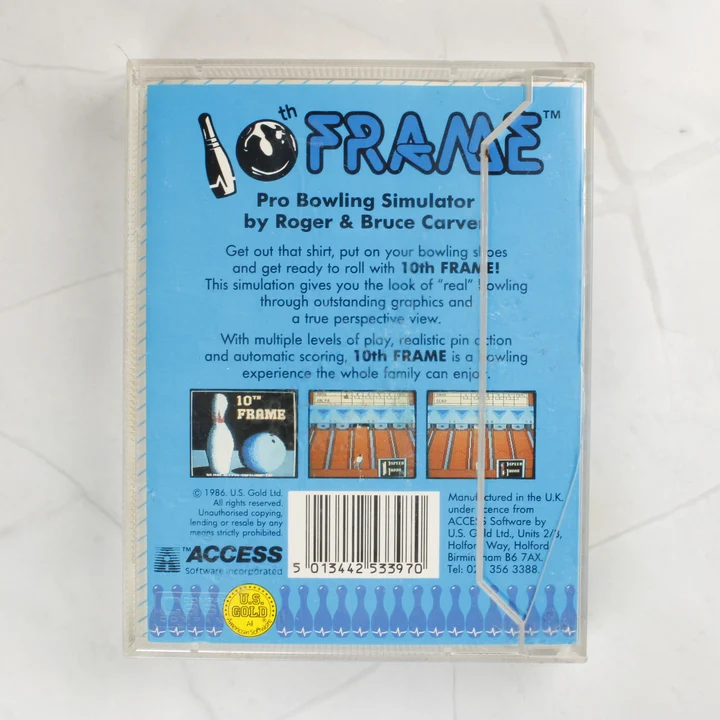 10th FRAME™
Pro Bowling Simulator
by Roger & Bruce Carver
Get out that shirt, put on your bowling shoes
and get ready to roll with 10th FRAME!
This simulation gives you the look of “real” bowling
through outstanding graphics and
a true perspective view.
With multiple levels of play, realistic pin action
and automatic scoring, 10th FRAME is a bowling
experience the whole family can enjoy.
10TH
FRAME
© 1986. U.S. Gold Ltd.
All rights reserved.
Unauthorised copying,
lending or resale by any
means strictly prohibited.
™ACCESS
Software Incorporated
5 013442 533970
Manufactured in the U.K.
under licence from
ACCESS Software by
U.S. Gold Ltd., Units 2/3,
Holford Way, Holford
Birmingham B6 7AX.
Tel: 021 356 3388.
U.S.
GOLD
All
American Software